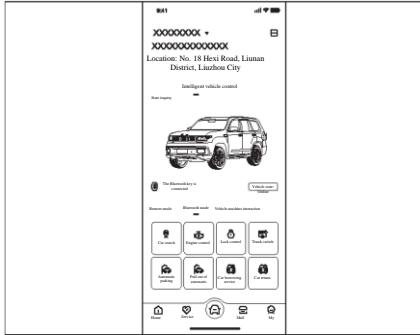 9:41
XXXXXXXXX
XXXXXXXXXXXXXX
Location: No. 18 Hexi Road, Liunan
District, Liuzhou City
Intelligent vehicle control
State inquiry
The Bluetooth key is
connected
Vehicle
Remote mode Bluetooth mode Vehicle-machine interaction
Car search Engine control Lock control Trunk switch
Automatic
parking
Pull-out of
automatic
Car borrowing
service
Car return
Home Service Mall My